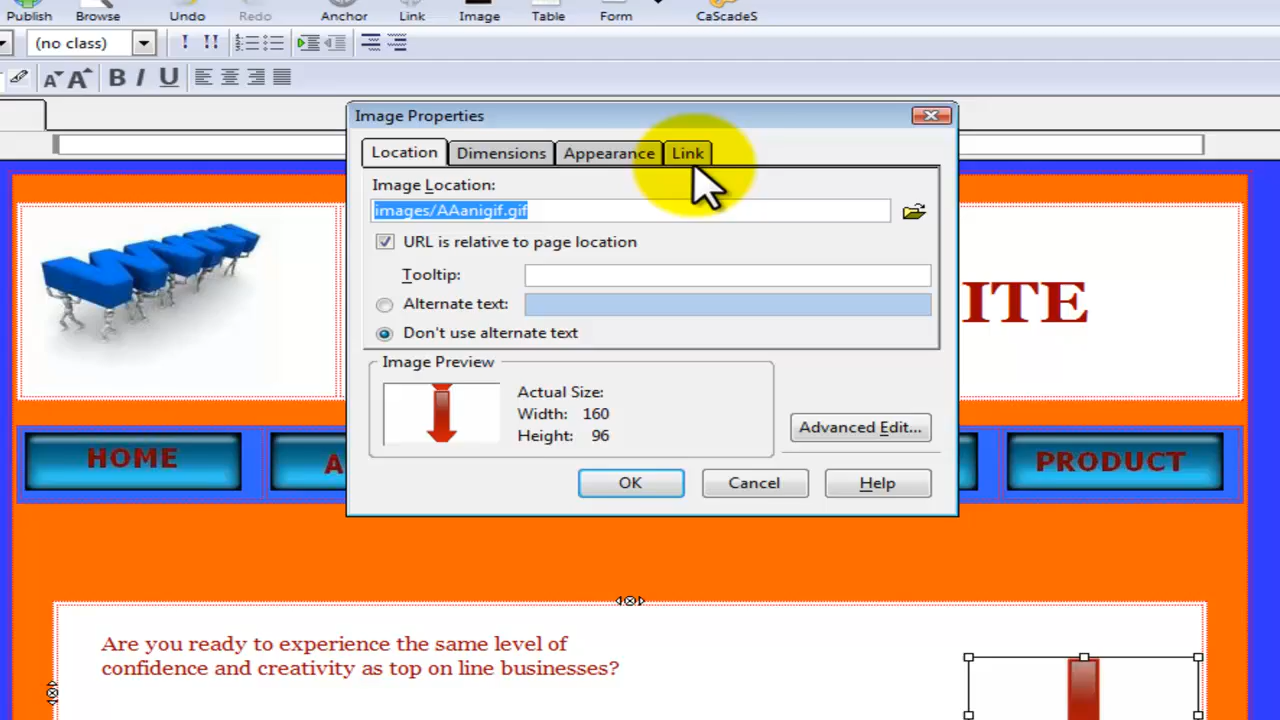 Publish Browse Undo Redo Anchor Link Image Table Form CaScadeS
(no class) ! !!
A A B I U
Image Properties
Location Dimensions Appearance Link
Image Location:
images/AAanigif.gif
URL is relative to page location
Tooltip:
Alternate text:
Don't use alternate text
Image Preview
Actual Size:
Width: 160
Height: 96
Advanced Edit...
OK Cancel Help
WWW
ITE
HOME A PRODUCT
Are you ready to experience the same level of
confidence and creativity as top on line businesses?